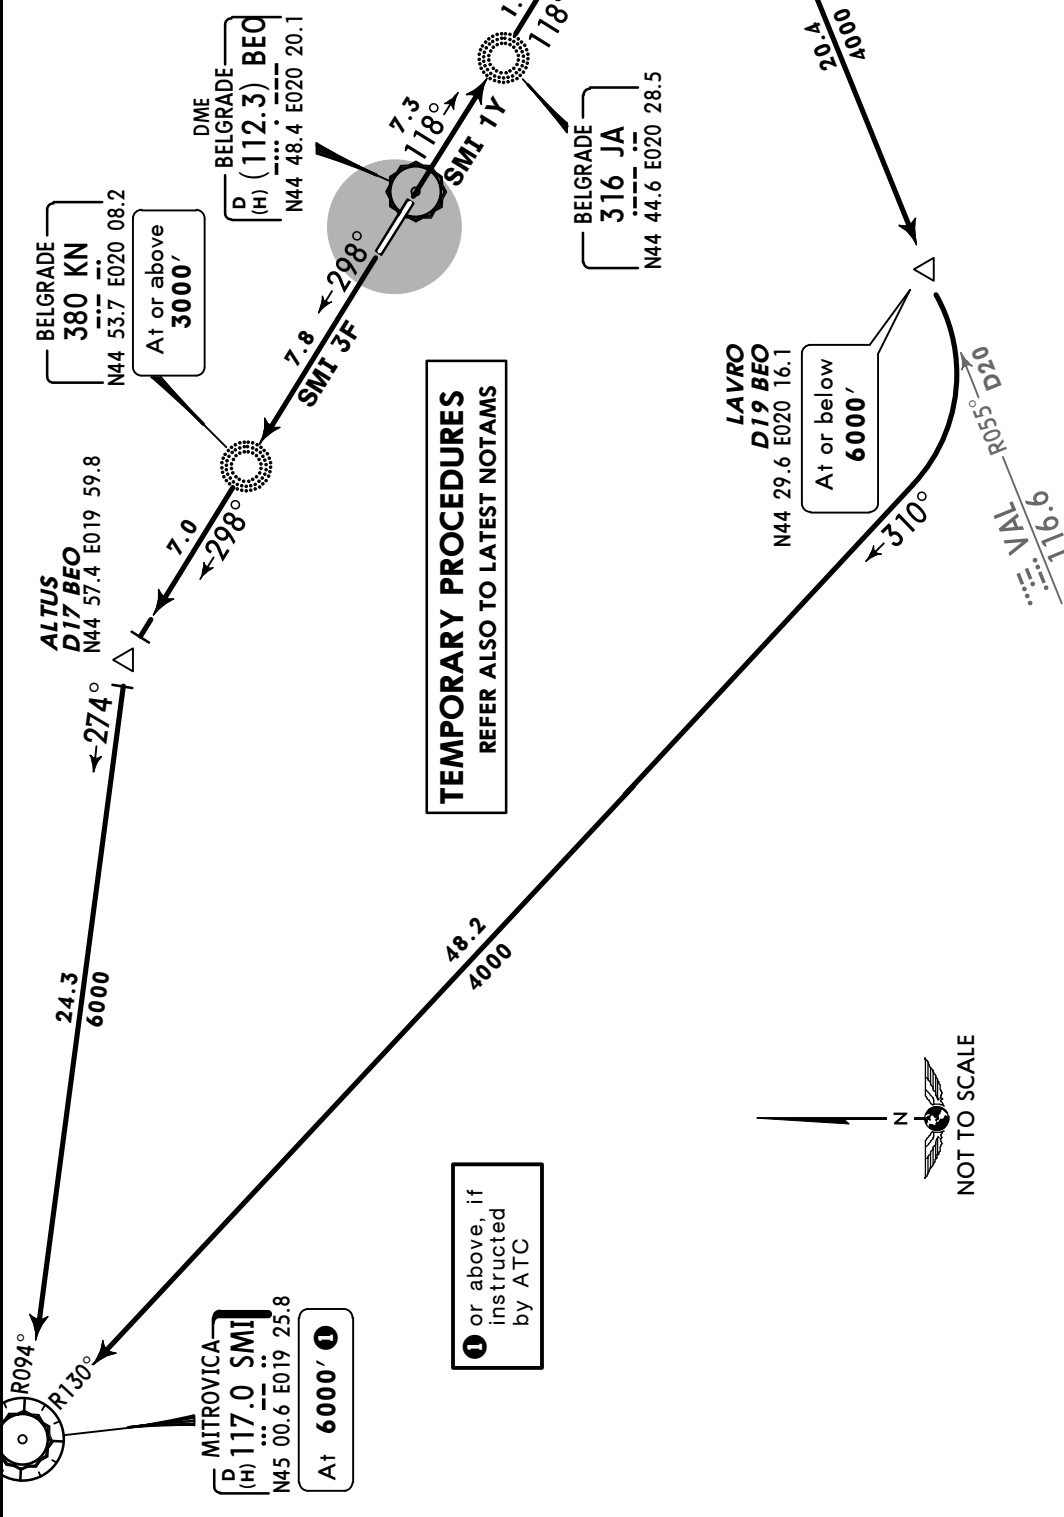 BELGRADE
380 KN
N44 53.7 E020 08.2
At or above
3000'
DME
BELGRADE
D
(H) (112.3) BEO
N44 48.4 E020 20.1
7.3
118°
SMI 1Y
118°
BELGRADE
316 JA
N44 44.6 E020 28.5
20.4
4000
298°
7.8
SMI 3F
ALTUS
D17 BEO
N44 57.4 E019 59.8
7.0
298°
274°
24.3
6000
TEMPORARY PROCEDURES
REFER ALSO TO LATEST NOTAMS
LAVRO
D19 BEO
N44 29.6 E020 16.1
At or below
6000'
310°
R055° D20
VAL
116.6
48.2
4000
R094°
R130°
MITROVICA
D
(H) 117.0 SMI
N45 00.6 E019 25.8
At 6000' 1
1 or above, if
instructed
by ATC
N
NOT TO SCALE